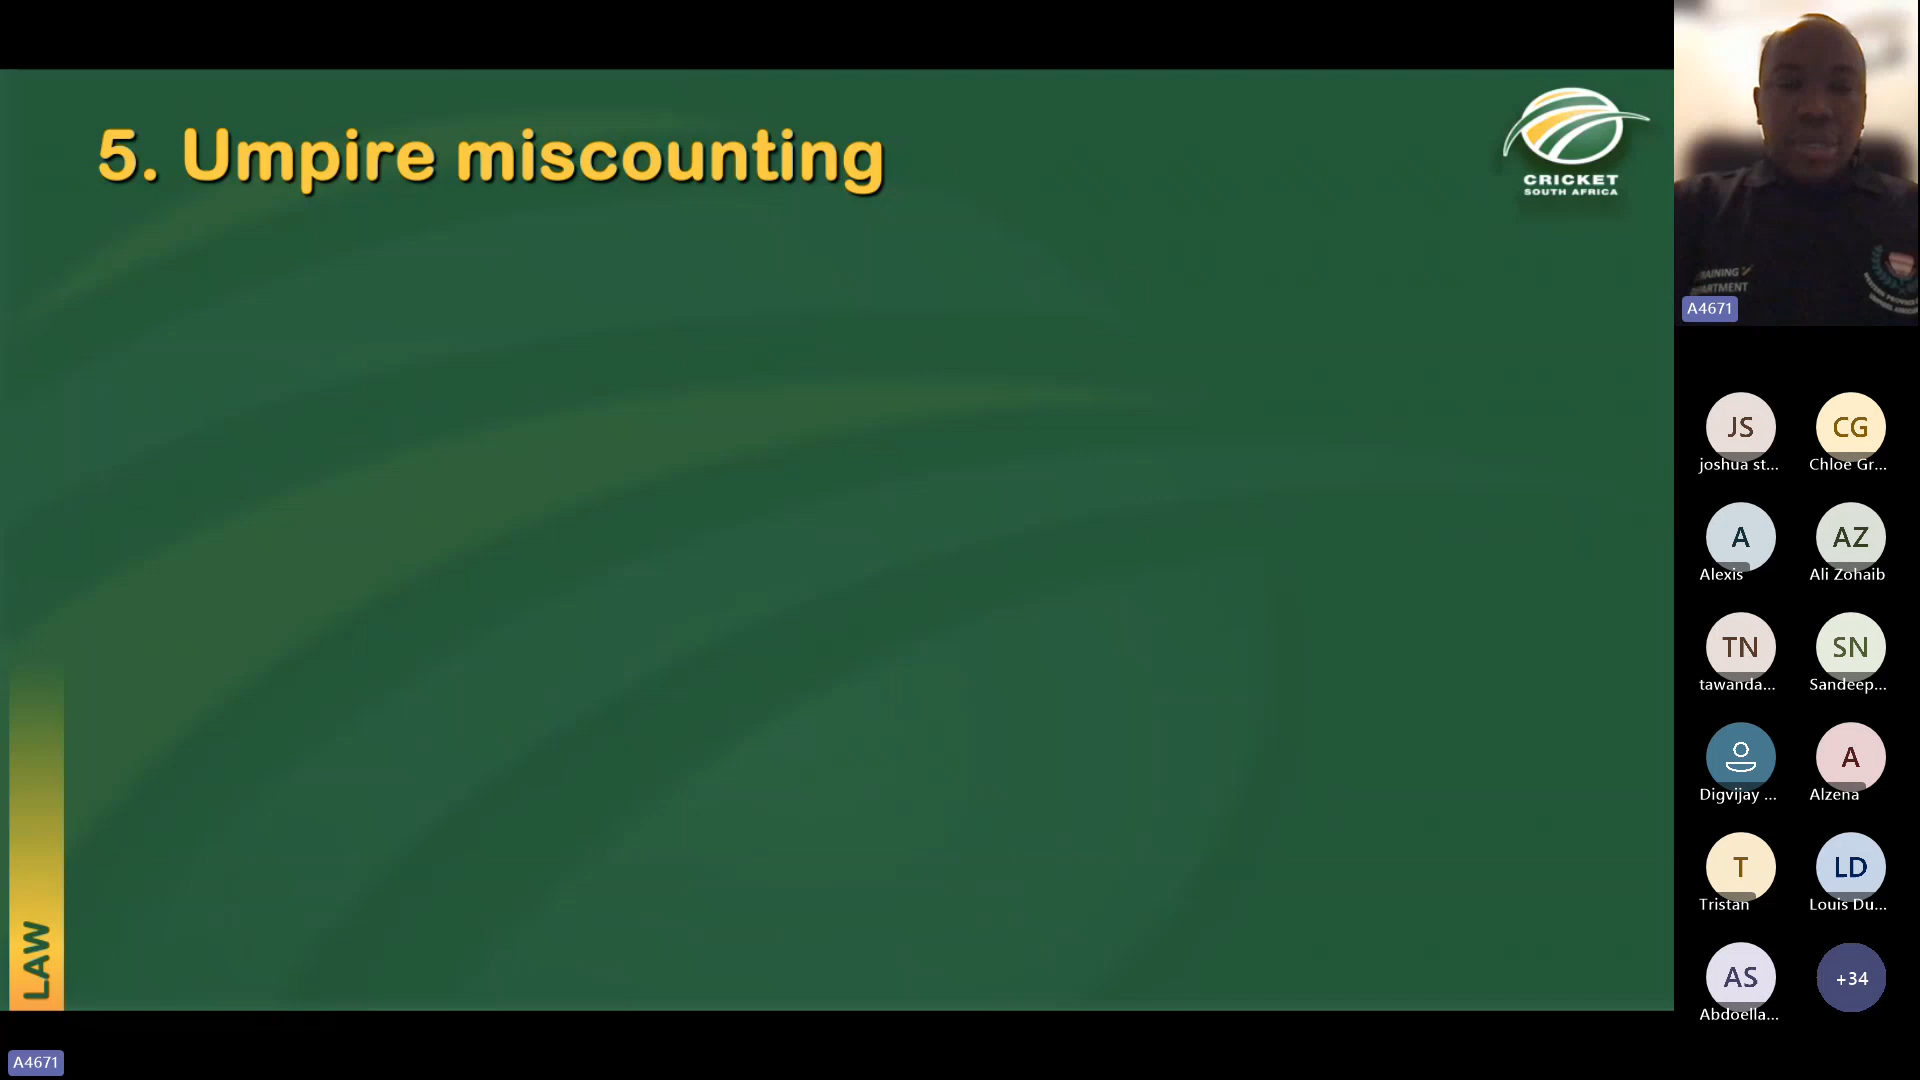 5. Umpire miscounting
CRICKET
SOUTH AFRICA
LAW
A4671
A4671
JS
joshua st...
CG
Chloe Gr...
A
Alexis
AZ
Ali Zohaib
TN
tawanda...
SN
Sandeep...
Digvijay ...
A
Alzena
T
Tristan
LD
Louis Du...
AS
Abdoella...
+34